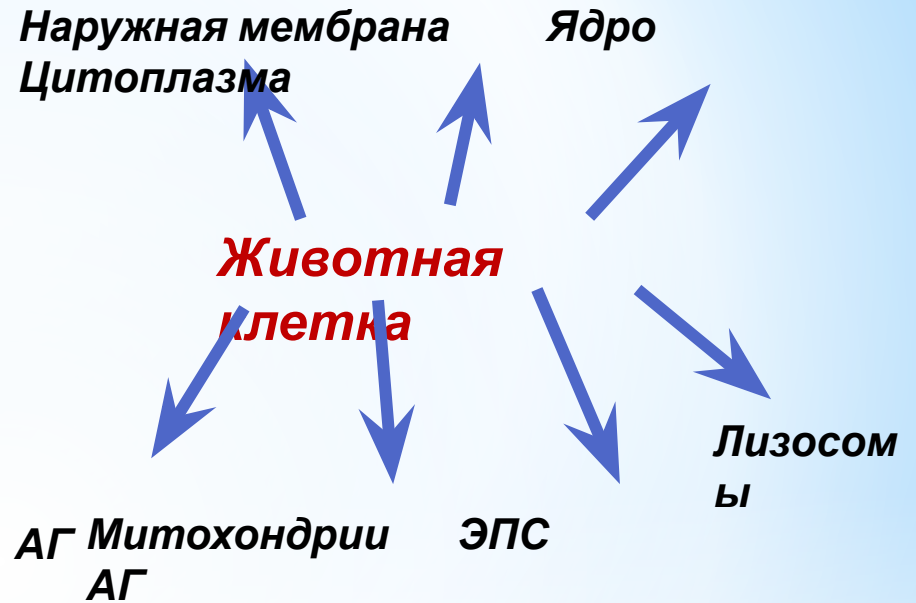 Наружная мембрана Ядро
Цитоплазма
Животная
клетка
Лизосом
ы
АГ Митохондрии ЭПС
АГ